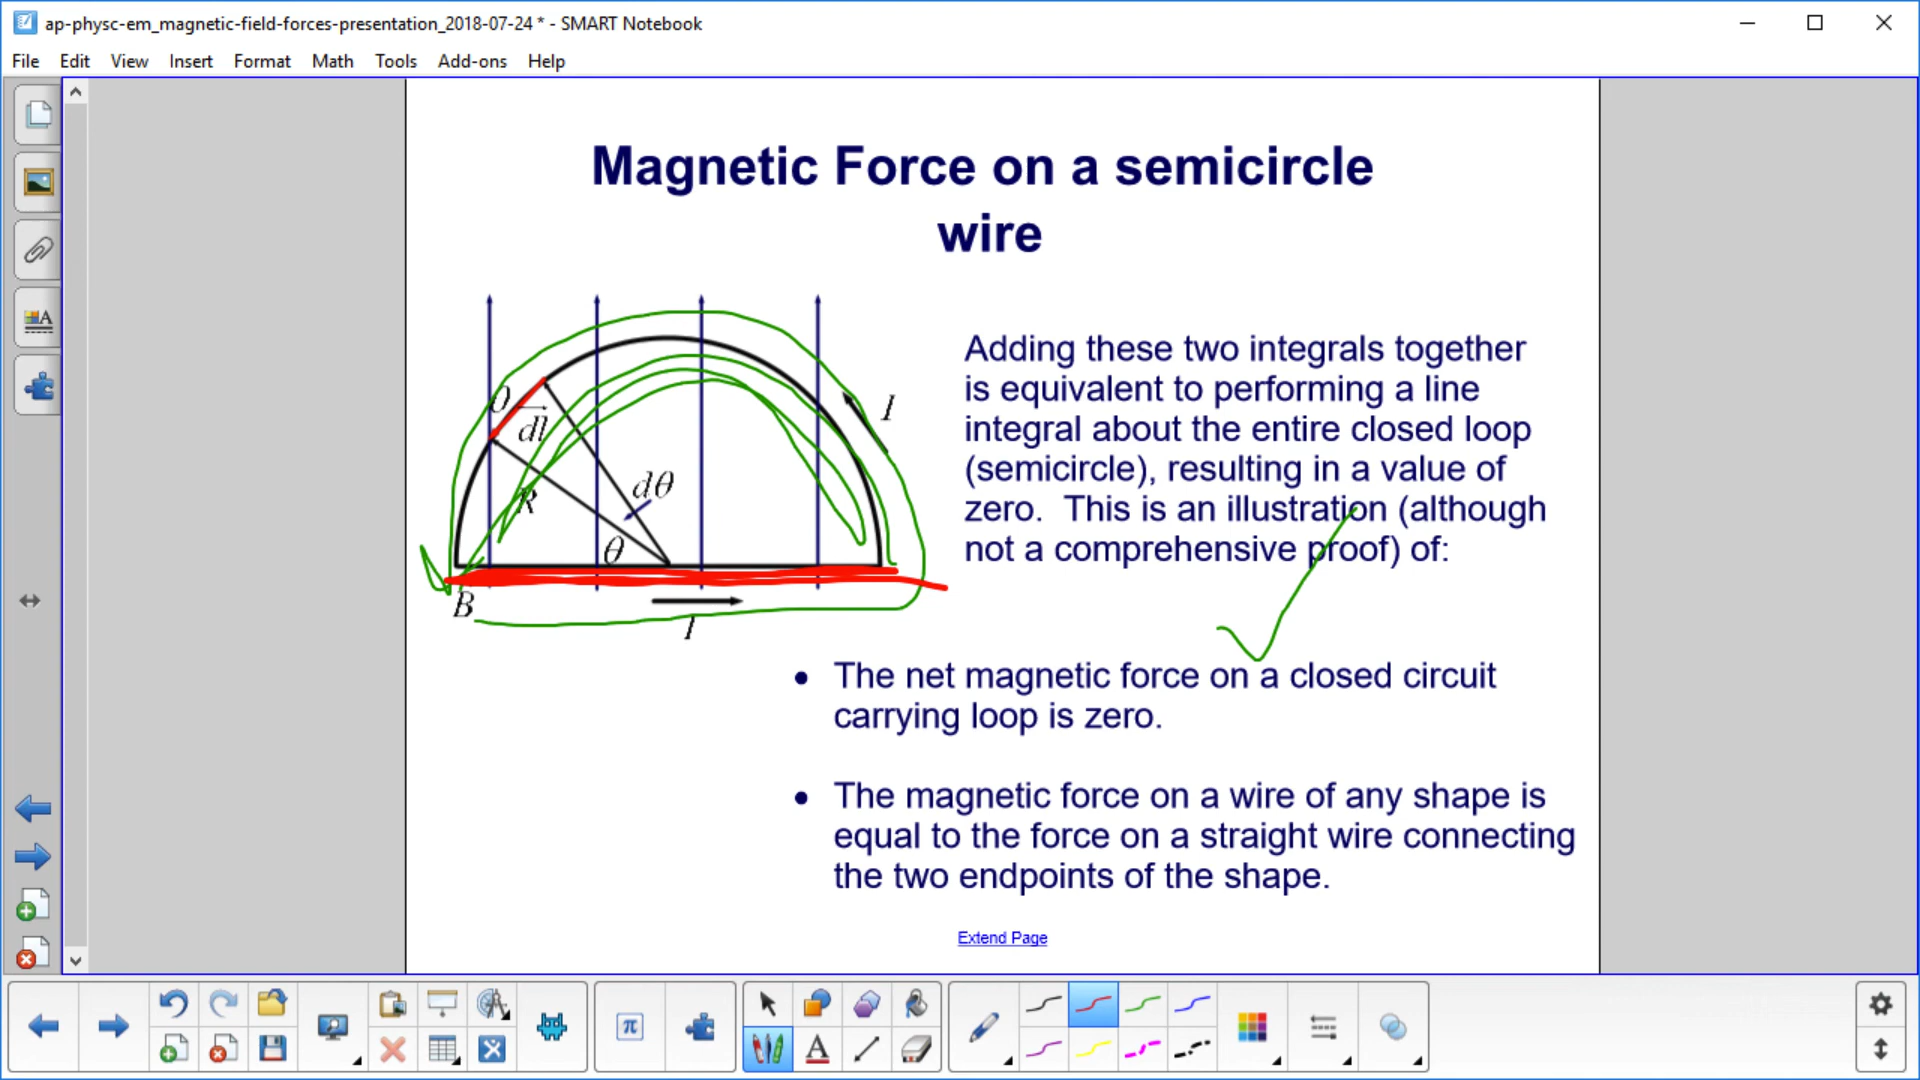 ap-physc-em_magnetic-field-forces-presentation_2018-07-24 * - SMART Notebook
File Edit View Insert Format Math Tools Add-ons Help
Magnetic Force on a semicircle
wire
Adding these two integrals together
is equivalent to performing a line
integral about the entire closed loop
(semicircle), resulting in a value of
zero. This is an illustration (although
not a comprehensive proof) of:
O
dl
I
R
dθ
θ
B
I
• The net magnetic force on a closed circuit
carrying loop is zero.
• The magnetic force on a wire of any shape is
equal to the force on a straight wire connecting
the two endpoints of the shape.
Extend Page
π
A